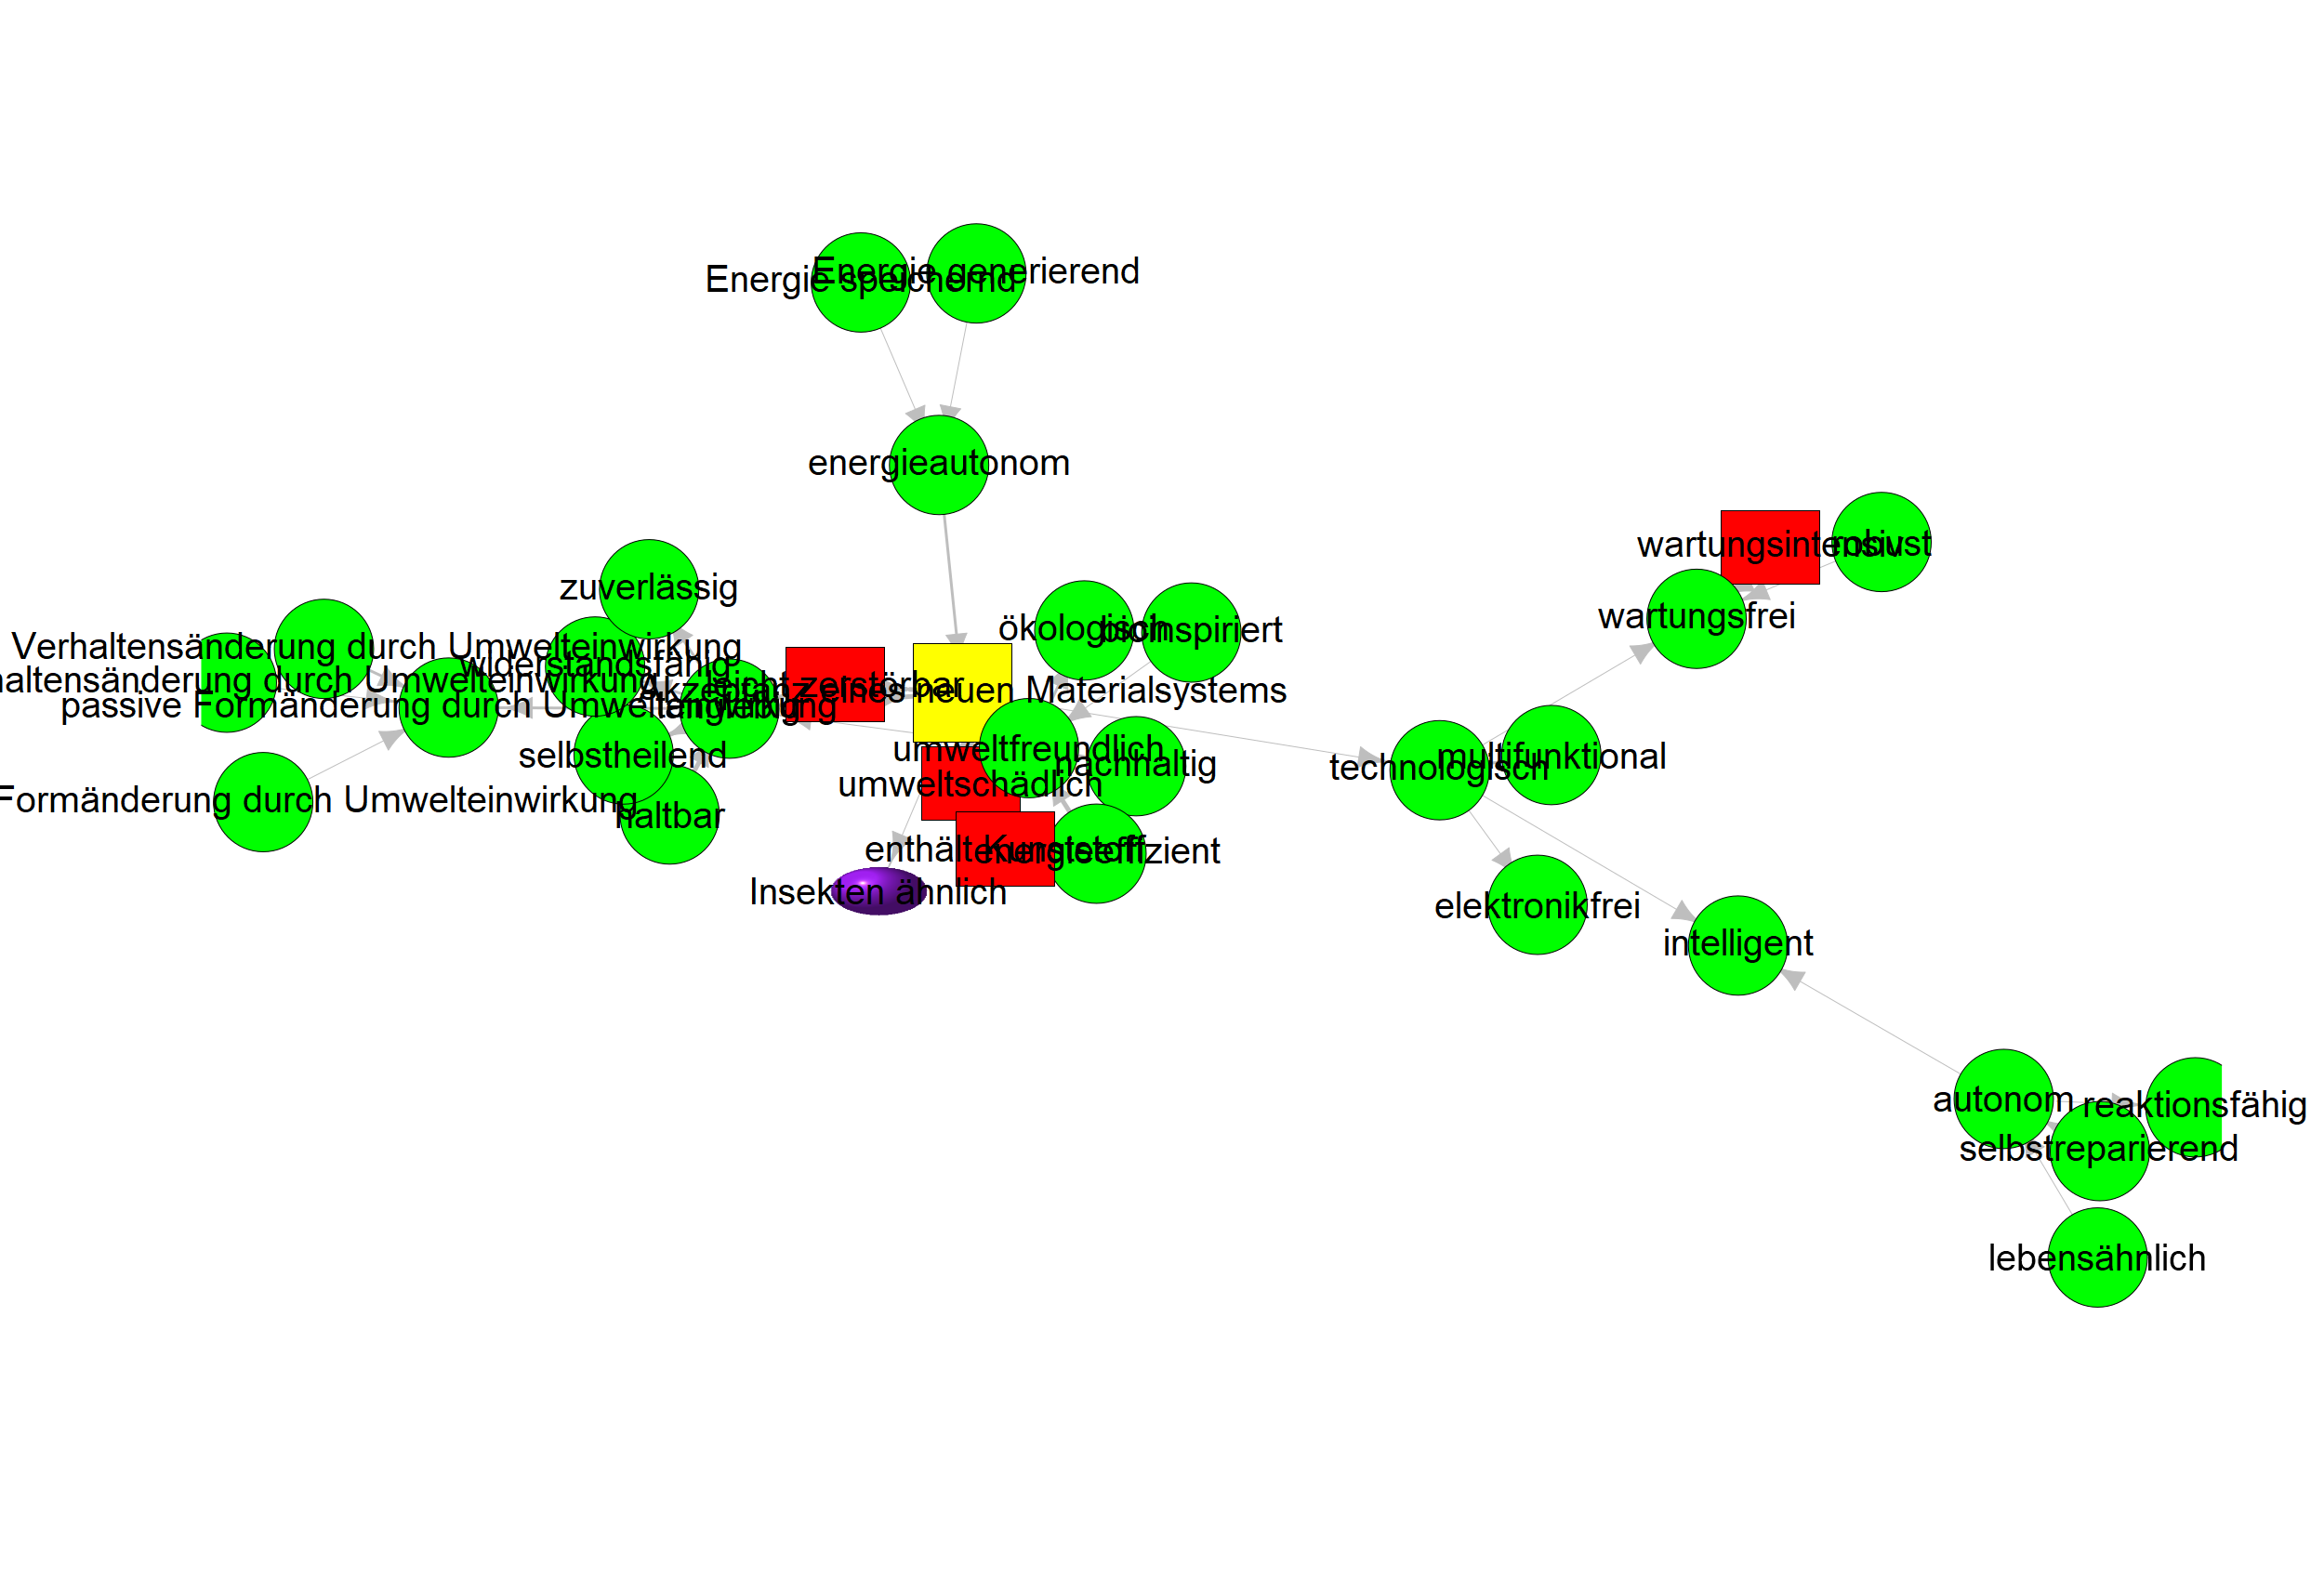 Energie generierend
Energie speichernd
energieautonom
wartungsintensiv
robust
zuverlässig
wartungsfrei
ökologisch
bioinspiriert
Verhaltensänderung durch Umwelteinwirkung
widerstandsfähig
haltensänderung durch Umwelteinwirkung
leicht zerstörbar
Akzeptanz eines neuen Materialsystems
passive Formänderung durch Umwelteinwirkung
langlebig
umweltfreundlich
selbstheilend
multifunktional
nachhaltig
technologisch
umweltschädlich
Formänderung durch Umwelteinwirkung
haltbar
enthält Kunststoff
energieeffizient
Insekten ähnlich
elektronikfrei
intelligent
autonom
reaktionsfähig
selbstreparierend
lebensähnlich